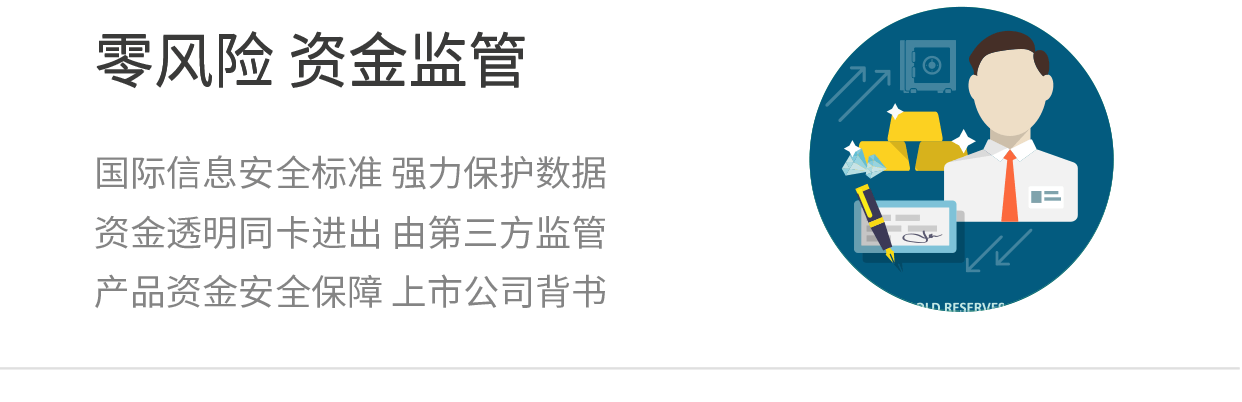 零风险 资金监管
国际信息安全标准 强力保护数据
资金透明同卡进出 由第三方监管
产品资金安全保障 上市公司背书
OLD RESERVES